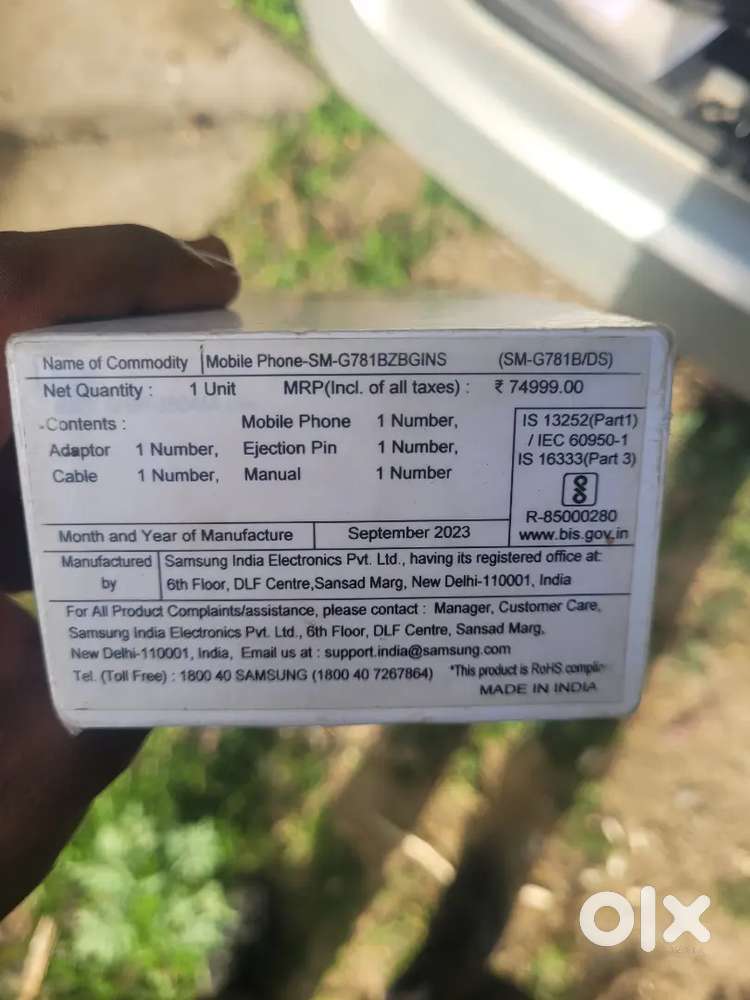 Name of Commodity Mobile Phone-SM-G781BZBGINS (SM-G781B/DS)
Net Quantity : 1 Unit MRP(Incl. of all taxes) : ₹ 74999.00
Contents : Mobile Phone 1 Number,
Adaptor 1 Number, Ejection Pin 1 Number,
Cable 1 Number, Manual 1 Number
IS 13252(Part1)
/ IEC 60950-1
IS 16333(Part 3)
R-85000280
www.bis.gov.in
Month and Year of Manufacture September 2023
Manufactured by Samsung India Electronics Pvt. Ltd., having its registered office at:
6th Floor, DLF Centre,Sansad Marg, New Delhi-110001, India
For All Product Complaints/assistance, please contact : Manager, Customer Care,
Samsung India Electronics Pvt. Ltd., 6th Floor, DLF Centre, Sansad Marg,
New Delhi-110001, India, Email us at : support.india@samsung.com
Tel. (Toll Free) : 1800 40 SAMSUNG (1800 40 7267864) *This product is RoHS
MADE IN INDIA
olx